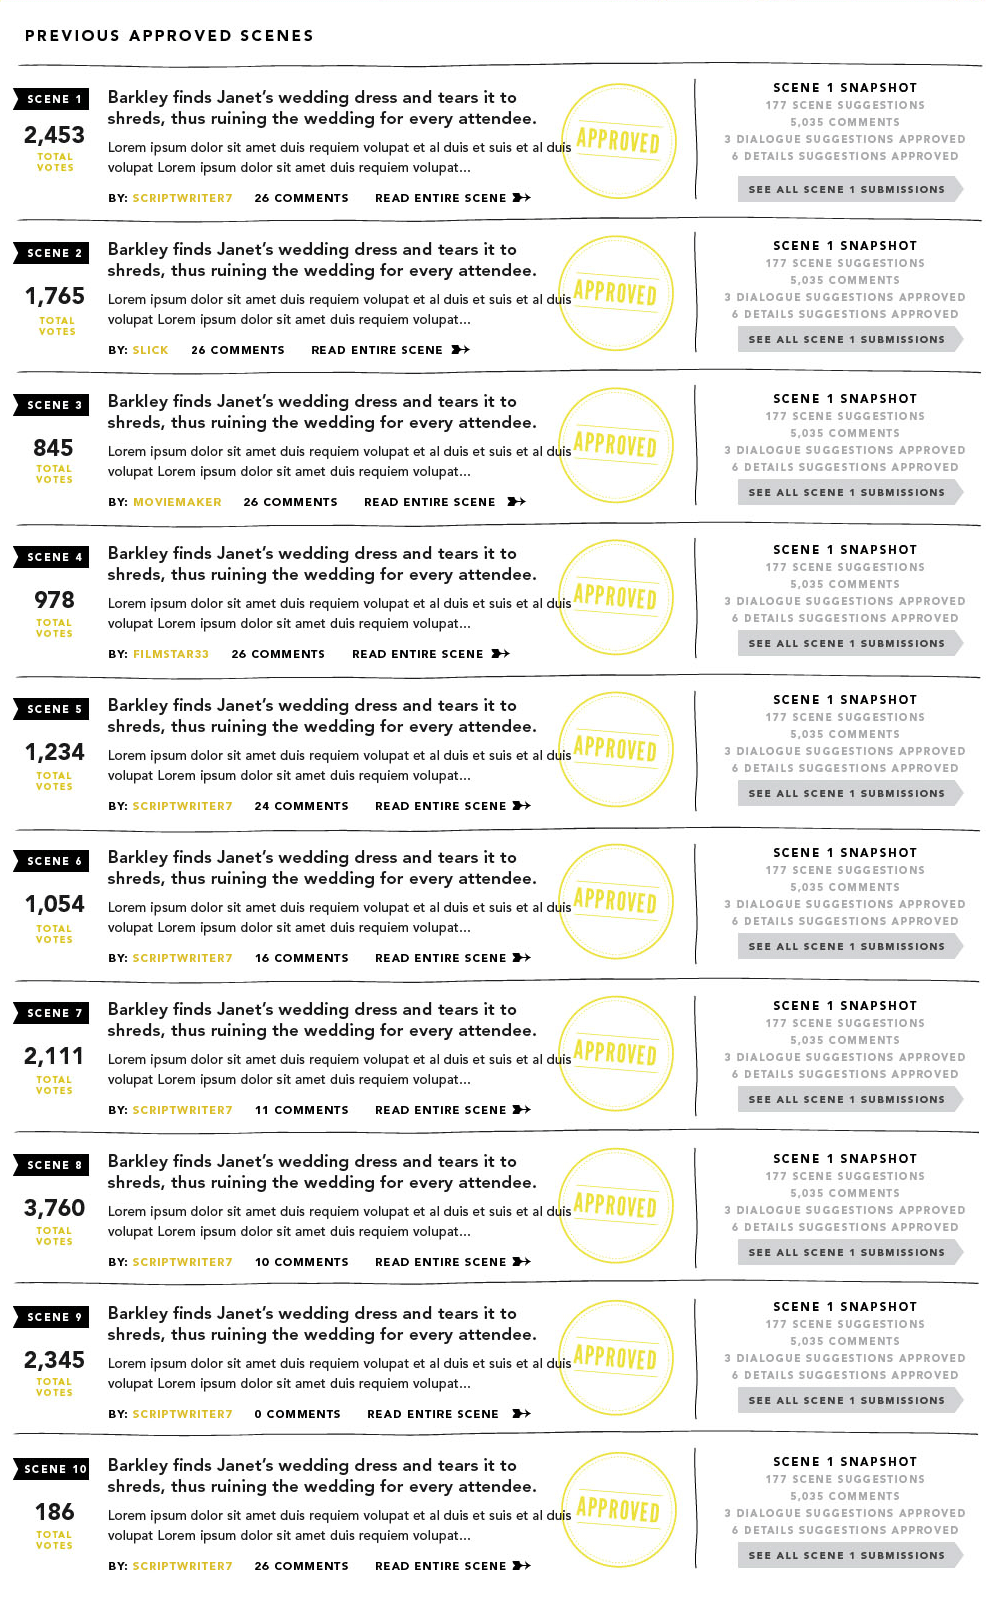 PREVIOUS APPROVED SCENES
SCENE 1
2,453
TOTAL
VOTES
Barkley finds Janet’s wedding dress and tears it to
shreds, thus ruining the wedding for every attendee.
Lorem ipsum dolor sit amet duis requiem volupat et al duis et suis et al duis
volupat Lorem ipsum dolor sit amet duis requiem volupat...
BY: SCRIPTWRITER7 26 COMMENTS READ ENTIRE SCENE
APPROVED
SCENE 1 SNAPSHOT
177 SCENE SUGGESTIONS
5,035 COMMENTS
3 DIALOGUE SUGGESTIONS APPROVED
6 DETAILS SUGGESTIONS APPROVED
SEE ALL SCENE 1 SUBMISSIONS
SCENE 2
1,765
TOTAL
VOTES
Barkley finds Janet’s wedding dress and tears it to
shreds, thus ruining the wedding for every attendee.
Lorem ipsum dolor sit amet duis requiem volupat et al duis et suis et al duis
volupat Lorem ipsum dolor sit amet duis requiem volupat...
BY: SLICK 26 COMMENTS READ ENTIRE SCENE
APPROVED
SCENE 1 SNAPSHOT
177 SCENE SUGGESTIONS
5,035 COMMENTS
3 DIALOGUE SUGGESTIONS APPROVED
6 DETAILS SUGGESTIONS APPROVED
SEE ALL SCENE 1 SUBMISSIONS
SCENE 3
845
TOTAL
VOTES
Barkley finds Janet’s wedding dress and tears it to
shreds, thus ruining the wedding for every attendee.
Lorem ipsum dolor sit amet duis requiem volupat et al duis et suis et al duis
volupat Lorem ipsum dolor sit amet duis requiem volupat...
BY: MOVIEMAKER 26 COMMENTS READ ENTIRE SCENE
APPROVED
SCENE 1 SNAPSHOT
177 SCENE SUGGESTIONS
5,035 COMMENTS
3 DIALOGUE SUGGESTIONS APPROVED
6 DETAILS SUGGESTIONS APPROVED
SEE ALL SCENE 1 SUBMISSIONS
SCENE 4
978
TOTAL
VOTES
Barkley finds Janet’s wedding dress and tears it to
shreds, thus ruining the wedding for every attendee.
Lorem ipsum dolor sit amet duis requiem volupat et al duis et suis et al duis
volupat Lorem ipsum dolor sit amet duis requiem volupat...
BY: FILMSTAR33 26 COMMENTS READ ENTIRE SCENE
APPROVED
SCENE 1 SNAPSHOT
177 SCENE SUGGESTIONS
5,035 COMMENTS
3 DIALOGUE SUGGESTIONS APPROVED
6 DETAILS SUGGESTIONS APPROVED
SEE ALL SCENE 1 SUBMISSIONS
SCENE 5
1,234
TOTAL
VOTES
Barkley finds Janet’s wedding dress and tears it to
shreds, thus ruining the wedding for every attendee.
Lorem ipsum dolor sit amet duis requiem volupat et al duis et suis et al duis
volupat Lorem ipsum dolor sit amet duis requiem volupat...
BY: SCRIPTWRITER7 24 COMMENTS READ ENTIRE SCENE
APPROVED
SCENE 1 SNAPSHOT
177 SCENE SUGGESTIONS
5,035 COMMENTS
3 DIALOGUE SUGGESTIONS APPROVED
6 DETAILS SUGGESTIONS APPROVED
SEE ALL SCENE 1 SUBMISSIONS
SCENE 6
1,054
TOTAL
VOTES
Barkley finds Janet’s wedding dress and tears it to
shreds, thus ruining the wedding for every attendee.
Lorem ipsum dolor sit amet duis requiem volupat et al duis et suis et al duis
volupat Lorem ipsum dolor sit amet duis requiem volupat...
BY: SCRIPTWRITER7 16 COMMENTS READ ENTIRE SCENE
APPROVED
SCENE 1 SNAPSHOT
177 SCENE SUGGESTIONS
5,035 COMMENTS
3 DIALOGUE SUGGESTIONS APPROVED
6 DETAILS SUGGESTIONS APPROVED
SEE ALL SCENE 1 SUBMISSIONS
SCENE 7
2,111
TOTAL
VOTES
Barkley finds Janet’s wedding dress and tears it to
shreds, thus ruining the wedding for every attendee.
Lorem ipsum dolor sit amet duis requiem volupat et al duis et suis et al duis
volupat Lorem ipsum dolor sit amet duis requiem volupat...
BY: SCRIPTWRITER7 11 COMMENTS READ ENTIRE SCENE
APPROVED
SCENE 1 SNAPSHOT
177 SCENE SUGGESTIONS
5,035 COMMENTS
3 DIALOGUE SUGGESTIONS APPROVED
6 DETAILS SUGGESTIONS APPROVED
SEE ALL SCENE 1 SUBMISSIONS
SCENE 8
3,760
TOTAL
VOTES
Barkley finds Janet’s wedding dress and tears it to
shreds, thus ruining the wedding for every attendee.
Lorem ipsum dolor sit amet duis requiem volupat et al duis et suis et al duis
volupat Lorem ipsum dolor sit amet duis requiem volupat...
BY: SCRIPTWRITER7 10 COMMENTS READ ENTIRE SCENE
APPROVED
SCENE 1 SNAPSHOT
177 SCENE SUGGESTIONS
5,035 COMMENTS
3 DIALOGUE SUGGESTIONS APPROVED
6 DETAILS SUGGESTIONS APPROVED
SEE ALL SCENE 1 SUBMISSIONS
SCENE 9
2,345
TOTAL
VOTES
Barkley finds Janet’s wedding dress and tears it to
shreds, thus ruining the wedding for every attendee.
Lorem ipsum dolor sit amet duis requiem volupat et al duis et suis et al duis
volupat Lorem ipsum dolor sit amet duis requiem volupat...
BY: SCRIPTWRITER7 0 COMMENTS READ ENTIRE SCENE
APPROVED
SCENE 1 SNAPSHOT
177 SCENE SUGGESTIONS
5,035 COMMENTS
3 DIALOGUE SUGGESTIONS APPROVED
6 DETAILS SUGGESTIONS APPROVED
SEE ALL SCENE 1 SUBMISSIONS
SCENE 10
186
TOTAL
VOTES
Barkley finds Janet’s wedding dress and tears it to
shreds, thus ruining the wedding for every attendee.
Lorem ipsum dolor sit amet duis requiem volupat et al duis et suis et al duis
volupat Lorem ipsum dolor sit amet duis requiem volupat...
BY: SCRIPTWRITER7 26 COMMENTS READ ENTIRE SCENE
APPROVED
SCENE 1 SNAPSHOT
177 SCENE SUGGESTIONS
5,035 COMMENTS
3 DIALOGUE SUGGESTIONS APPROVED
6 DETAILS SUGGESTIONS APPROVED
SEE ALL SCENE 1 SUBMISSIONS